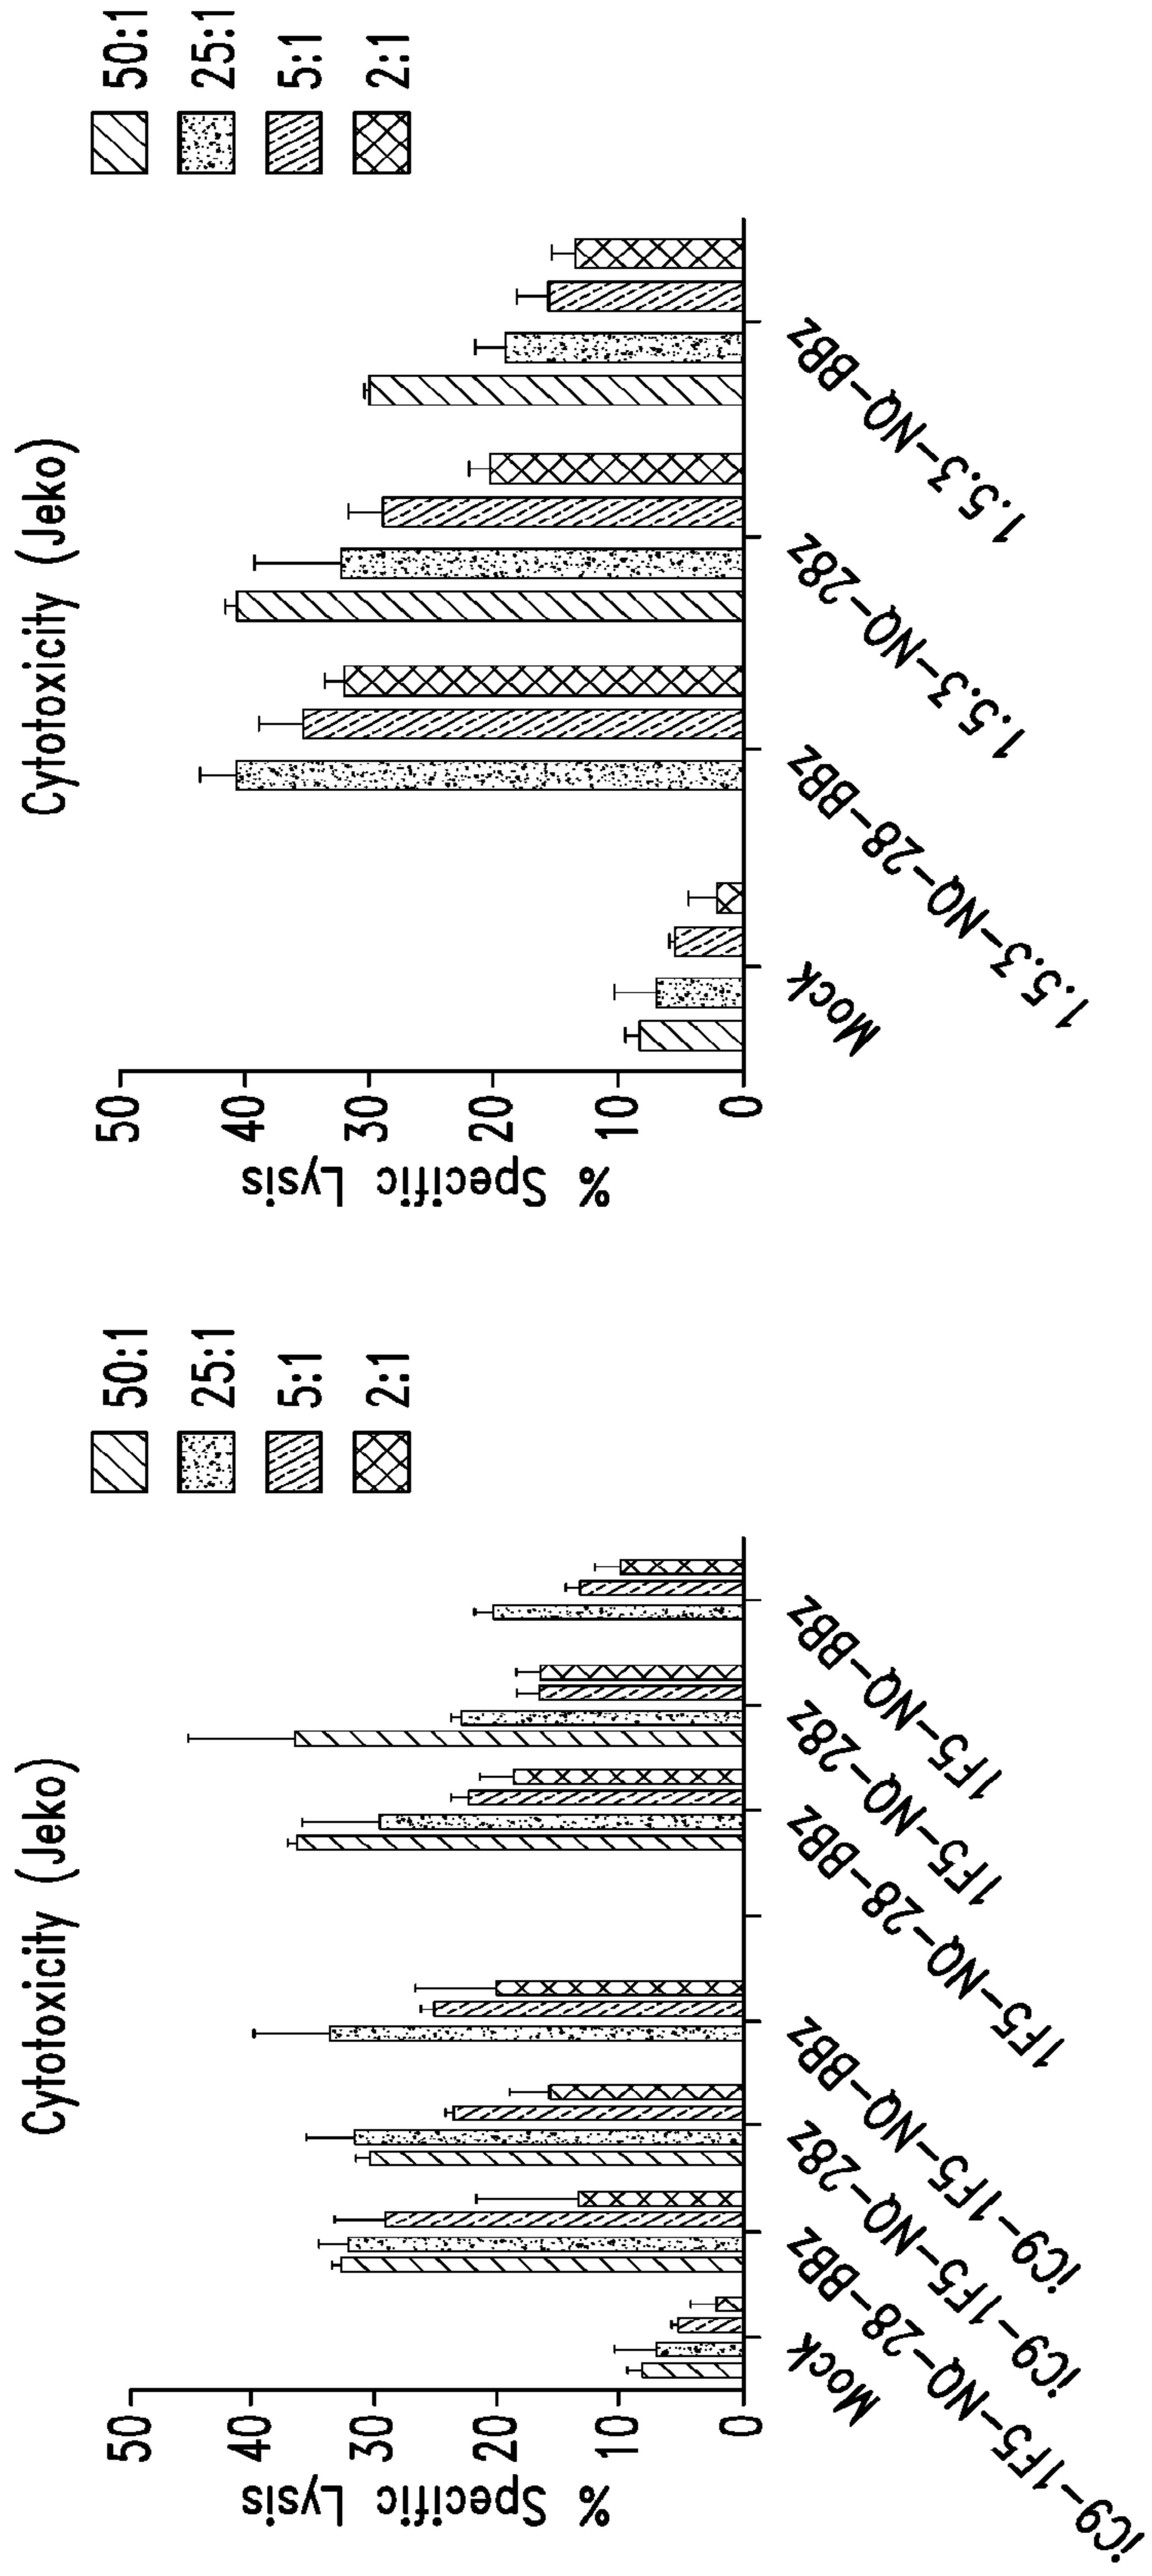 Cytotoxicity (Jeko)
50:1
25:1
5:1
2:1
% Specific Lysis
50
40
30
20
10
0
Mock
iC9-1F5-NQ-28-BBz
iC9-1F5-NQ-28z
iC9-1F5-NQ-BBz
1F5-NQ-28-BBz
1F5-NQ-28z
1F5-NQ-BBz
Cytotoxicity (Jeko)
50:1
25:1
5:1
2:1
% Specific Lysis
50
40
30
20
10
0
Mock
1.5.3-NQ-28-BBz
1.5.3-NQ-28z
1.5.3-NQ-BBz